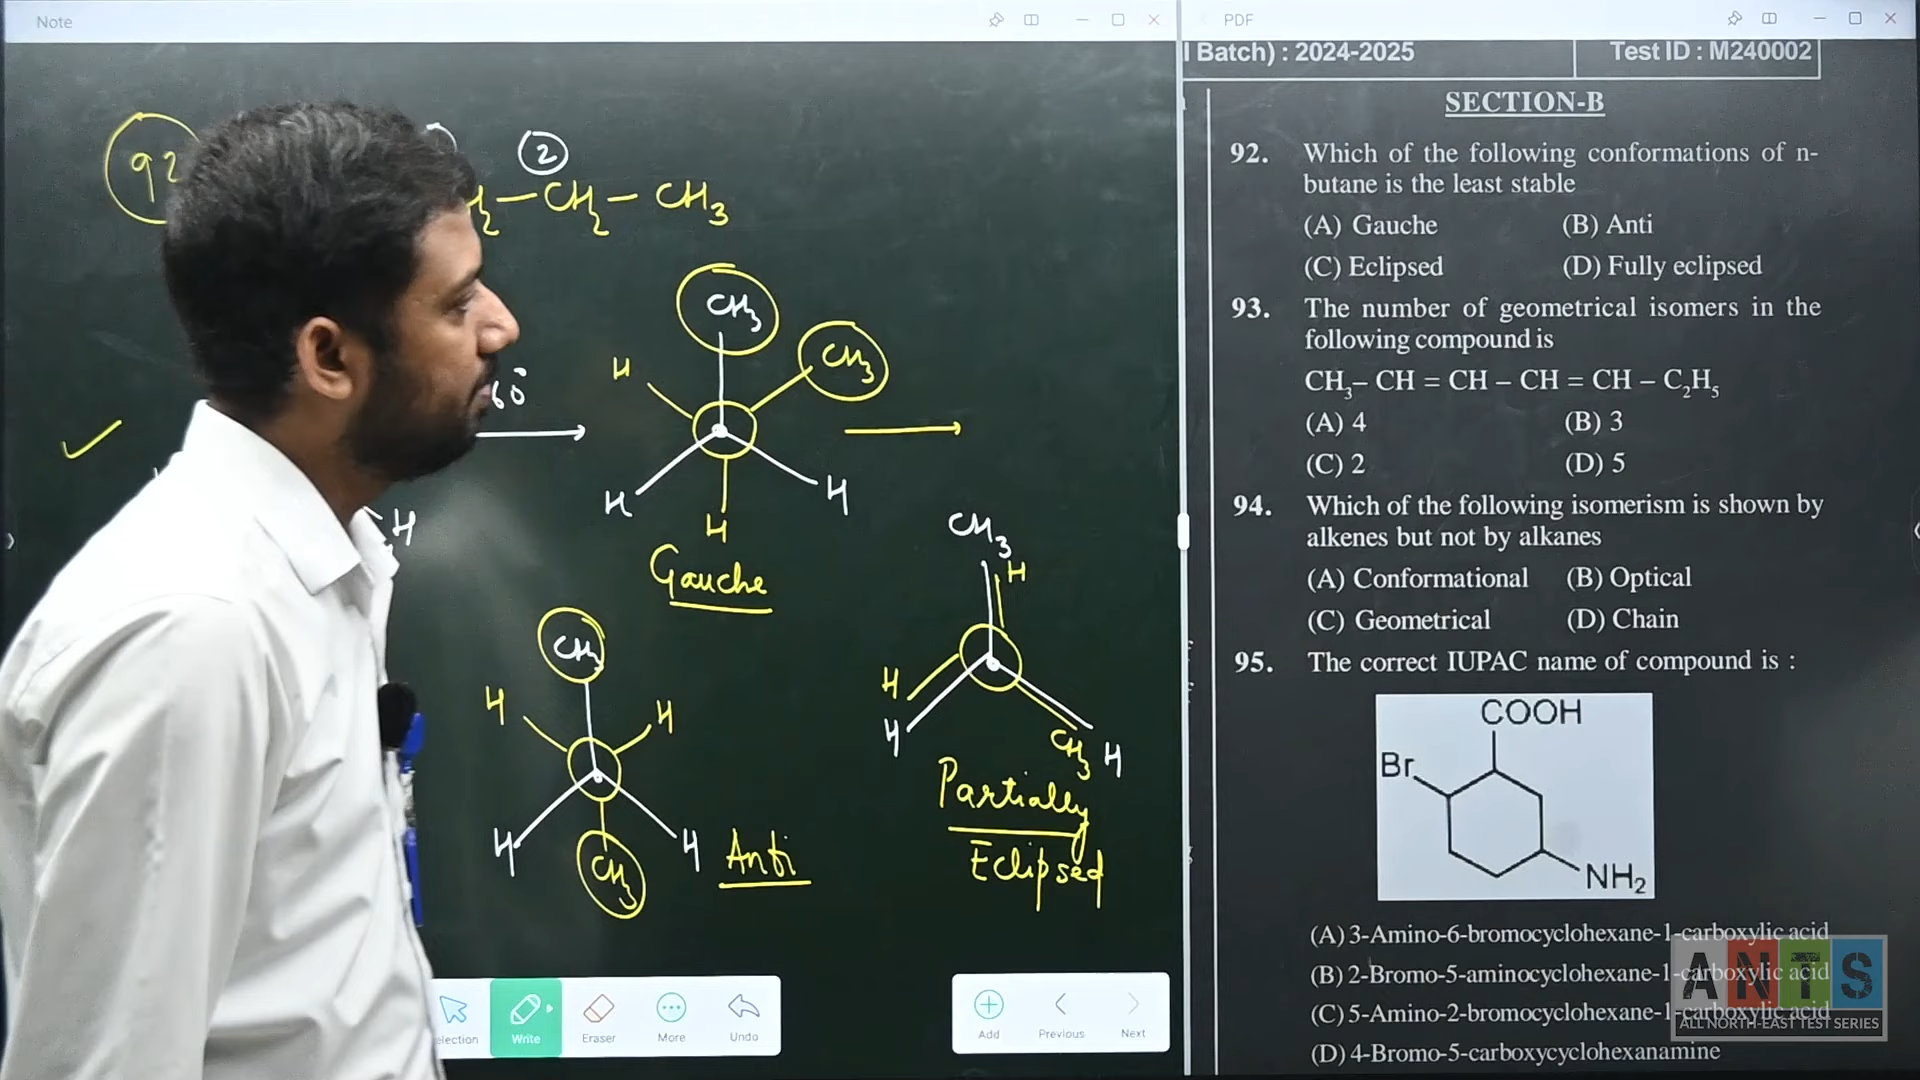 Note
92
2
CH2 – CH3
60°
CH3
CH3
H
H
H
H
Gauche
H
CH3
H
H
H
H
CH3
Anti
CH3
H
H
H
CH3
H
Partially
Eclipsed
Selection
Write
Eraser
More
Undo
Add
Previous
Next
PDF
l Batch) : 2024-2025
Test ID : M240002
SECTION-B
92. Which of the following conformations of n-
butane is the least stable
(A) Gauche (B) Anti
(C) Eclipsed (D) Fully eclipsed
93. The number of geometrical isomers in the
following compound is
CH3– CH = CH – CH = CH – C2H5
(A) 4 (B) 3
(C) 2 (D) 5
94. Which of the following isomerism is shown by
alkenes but not by alkanes
(A) Conformational (B) Optical
(C) Geometrical (D) Chain
95. The correct IUPAC name of compound is :
COOH
Br
NH2
(A) 3-Amino-6-bromocyclohexane-1-carboxylic acid
(B) 2-Bromo-5-aminocyclohexane-1-carboxylic acid
(C) 5-Amino-2-bromocyclohexane-1-carboxylic acid
(D) 4-Bromo-5-carboxycyclohexanamine
ANTS
ALL NORTH-EAST TEST SERIES